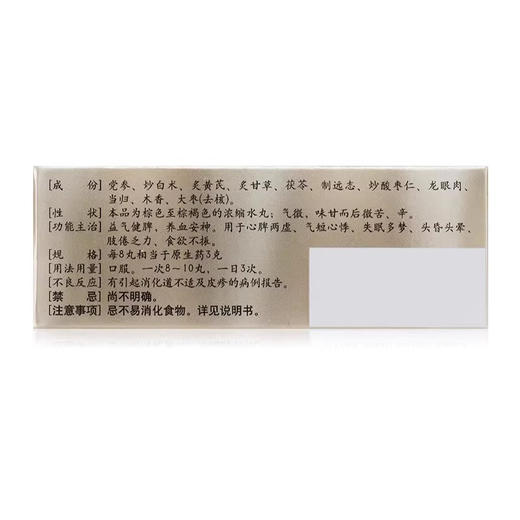 [成　份] 党参、炒白术、炙黄芪、炙甘草、茯苓、制远志、炒酸枣仁、龙眼肉、
当归、木香、大枣(去核)。
[性　状] 本品为棕色至棕褐色的浓缩水丸；气微，味甘而后微苦、辛。
[功能主治] 益气健脾，养血安神。用于心脾两虚，气短心悸，失眠多梦，头昏头晕，
肢倦乏力，食欲不振。
[规　格] 每8丸相当于原生药3克
[用法用量] 口服。一次8～10丸，一日3次。
[不良反应] 有引起消化道不适及皮疹的病例报告。
[禁　忌] 尚不明确。
[注意事项] 忌不易消化食物。详见说明书。